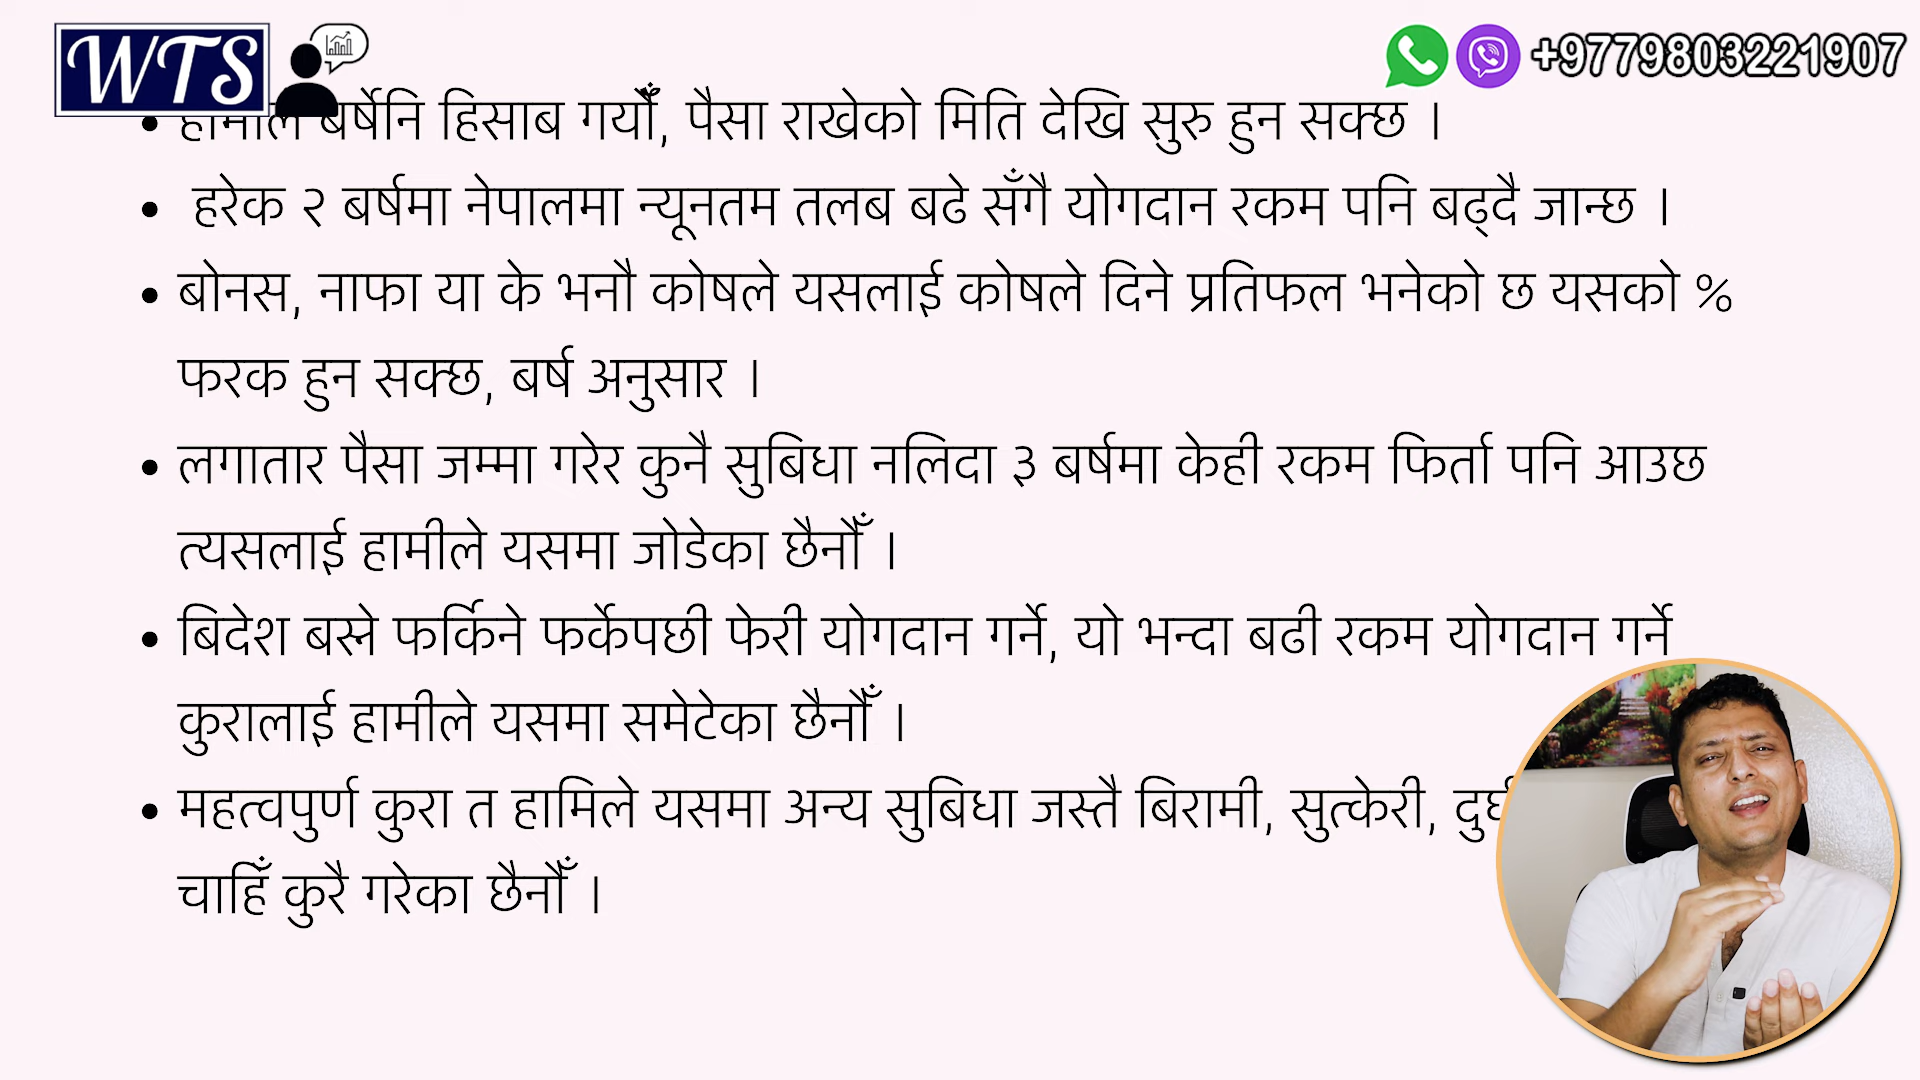 WTS
+9779803221907
हामीले बर्षेनि हिसाब गर्यौँ, पैसा राखेको मिति देखि सुरु हुन सक्छ ।
हरेक २ बर्षमा नेपालमा न्यूनतम तलब बढे सँगै योगदान रकम पनि बढ्दै जान्छ ।
बोनस, नाफा या के भनौ कोषले यसलाई कोषले दिने प्रतिफल भनेको छ यसको %
फरक हुन सक्छ, बर्ष अनुसार ।
लगातार पैसा जम्मा गरेर कुनै सुबिधा नलिदा ३ बर्षमा केही रकम फिर्ता पनि आउछ
त्यसलाई हामीले यसमा जोडेका छैनौँ ।
बिदेश बस्ने फर्किने फर्केपछी फेरी योगदान गर्ने, यो भन्दा बढी रकम योगदान गर्ने
कुरालाई हामीले यसमा समेटेका छैनौँ ।
महत्वपुर्ण कुरा त हामिले यसमा अन्य सुबिधा जस्तै बिरामी, सुत्केरी,
चाहिँ कुरै गरेका छैनौँ ।